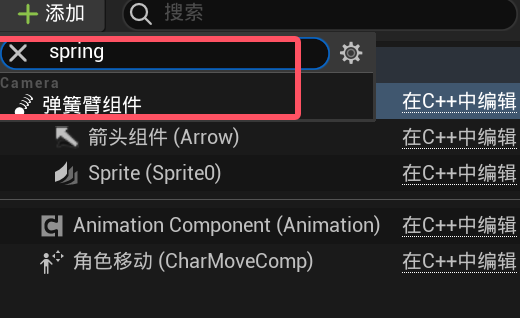 添加 搜索
spring
Camera
弹簧臂组件 在C++中编辑
箭头组件 (Arrow) 在C++中编辑
Sprite (Sprite0) 在C++中编辑
Animation Component (Animation) 在C++中编辑
角色移动 (CharMoveComp) 在C++中编辑